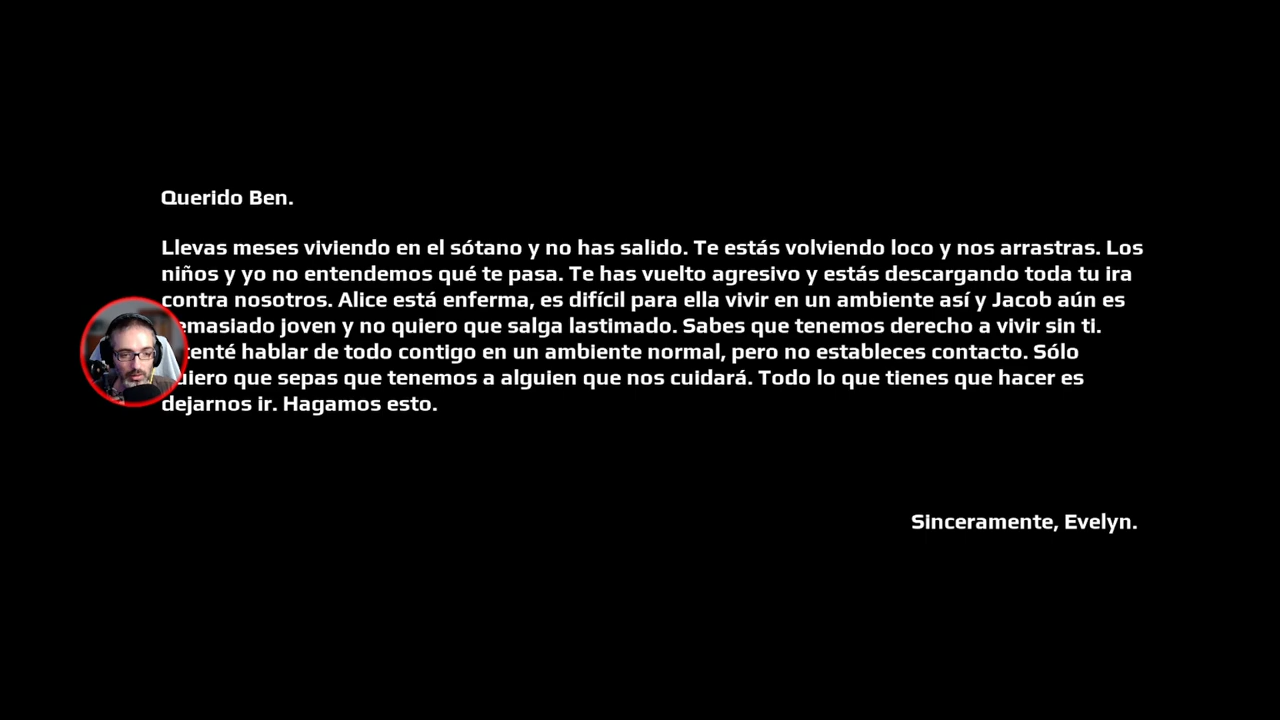 Querido Ben.
Llevas meses viviendo en el sótano y no has salido. Te estás volviendo loco y nos arrastras. Los
niños y yo no entendemos qué te pasa. Te has vuelto agresivo y estás descargando toda tu ira
contra nosotros. Alice está enferma, es difícil para ella vivir en un ambiente así y Jacob aún es
demasiado joven y no quiero que salga lastimado. Sabes que tenemos derecho a vivir sin ti.
Intenté hablar de todo contigo en un ambiente normal, pero no estableces contacto. Sólo
quiero que sepas que tenemos a alguien que nos cuidará. Todo lo que tienes que hacer es
dejarnos ir. Hagamos esto.
Sinceramente, Evelyn.